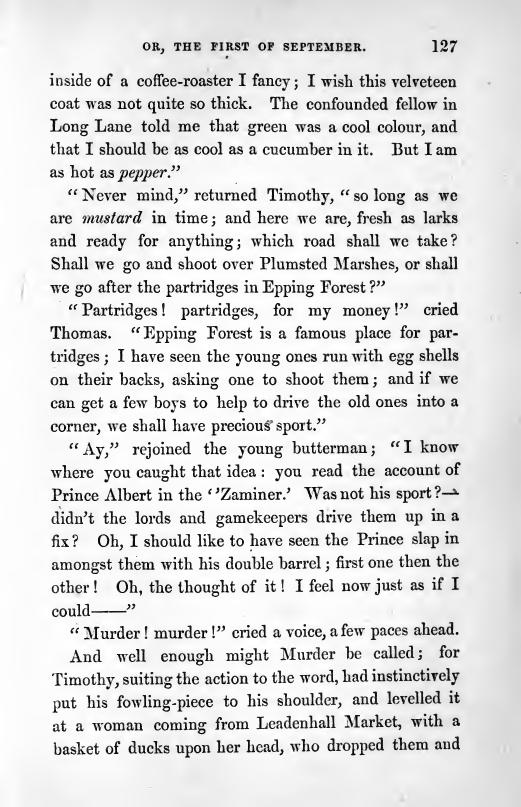 OR, THE FIRST OF SEPTEMBER. 127
inside of a coffee-roaster I fancy; I wish this velveteen
coat was not quite so thick. The confounded fellow in
Long Lane told me that green was a cool colour, and
that I should be as cool as a cucumber in it. But I am
as hot as pepper.”
“Never mind,” returned Timothy, “so long as we
are mustard in time; and here we are, fresh as larks
and ready for anything; which road shall we take?
Shall we go and shoot over Plumsted Marshes, or shall
we go after the partridges in Epping Forest?”
“Partridges! partridges, for my money!” cried
Thomas. “Epping Forest is a famous place for par-
tridges; I have seen the young ones run with egg shells
on their backs, asking one to shoot them; and if we
can get a few boys to help to drive the old ones into a
corner, we shall have precious sport.”
“Ay,” rejoined the young butterman; “I know
where you caught that idea: you read the account of
Prince Albert in the ‘’Zaminer.’ Was not his sport?—
didn’t the lords and gamekeepers drive them up in a
fix? Oh, I should like to have seen the Prince slap in
amongst them with his double barrel; first one then the
other! Oh, the thought of it! I feel now just as if I
could——”
“Murder! murder!” cried a voice, a few paces ahead.
And well enough might Murder be called; for
Timothy, suiting the action to the word, had instinctively
put his fowling-piece to his shoulder, and levelled it
at a woman coming from Leadenhall Market, with a
basket of ducks upon her head, who dropped them and